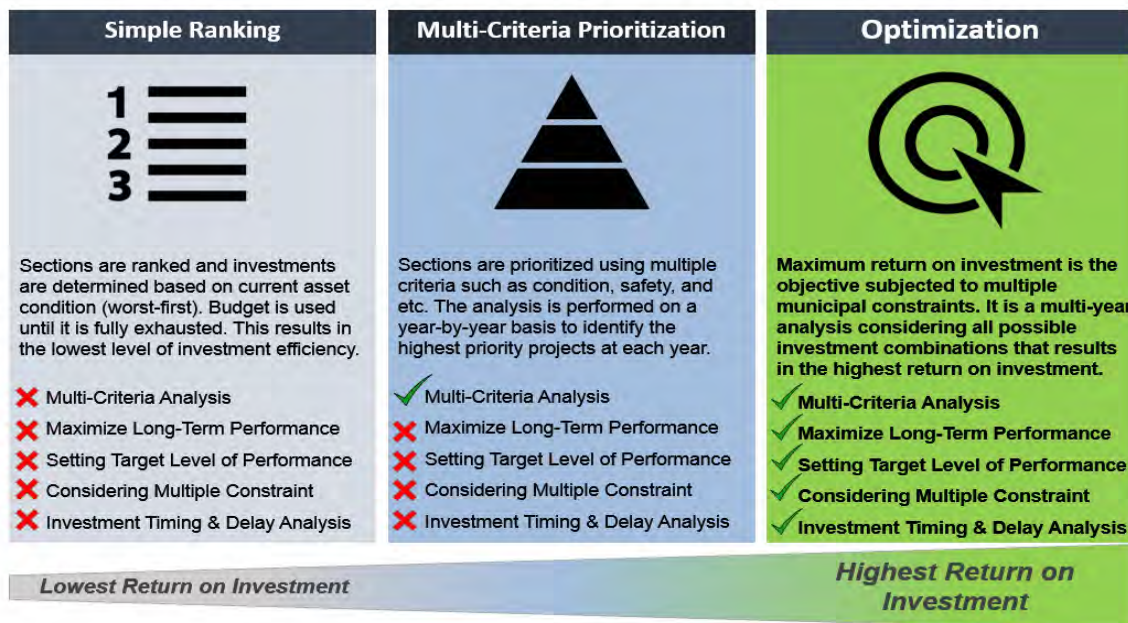 Simple Ranking
1
2
3
Sections are ranked and investments
are determined based on current asset
condition (worst-first). Budget is used
until it is fully exhausted. This results in
the lowest level of investment efficiency.
Multi-Criteria Analysis
Maximize Long-Term Performance
Setting Target Level of Performance
Considering Multiple Constraint
Investment Timing & Delay Analysis
Multi-Criteria Prioritization
Sections are prioritized using multiple
criteria such as condition, safety, and
etc. The analysis is performed on a
year-by-year basis to identify the
highest priority projects at each year.
Multi-Criteria Analysis
Maximize Long-Term Performance
Setting Target Level of Performance
Considering Multiple Constraint
Investment Timing & Delay Analysis
Optimization
Maximum return on investment is the
objective subjected to multiple
municipal constraints. It is a multi-year
analysis considering all possible
investment combinations that results
in the highest return on investment.
Multi-Criteria Analysis
Maximize Long-Term Performance
Setting Target Level of Performance
Considering Multiple Constraint
Investment Timing & Delay Analysis
Lowest Return on Investment
Highest Return on
Investment